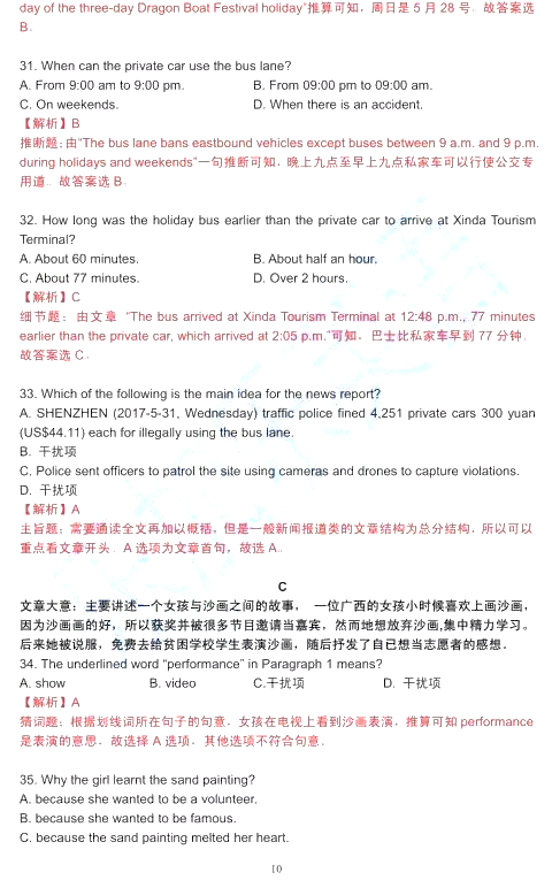 day of the three-day Dragon Boat Festival holiday"推算可知，周日是 5 月 28 号．故答案选
B．
31. When can the private car use the bus lane?
A. From 9:00 am to 9:00 pm. B. From 09:00 pm to 09:00 am.
C. On weekends. D. When there is an accident.
【解析】B
推断题：由"The bus lane bans eastbound vehicles except buses between 9 a.m. and 9 p.m.
during holidays and weekends"一句推断可知，晚上九点至早上九点私家车可以行使公交专
用道．故答案选 B．
32. How long was the holiday bus earlier than the private car to arrive at Xinda Tourism
Terminal?
A. About 60 minutes. B. About half an hour.
C. About 77 minutes. D. Over 2 hours.
【解析】C
细节题：由文章 "The bus arrived at Xinda Tourism Terminal at 12:48 p.m., 77 minutes
earlier than the private car, which arrived at 2:05 p.m."可知，巴士比私家车早到 77 分钟．
故答案选 C．
33. Which of the following is the main idea for the news report?
A. SHENZHEN (2017-5-31, Wednesday) traffic police fined 4,251 private cars 300 yuan
(US$44.11) each for illegally using the bus lane.
B. 干扰项
C. Police sent officers to patrol the site using cameras and drones to capture violations.
D. 干扰项
【解析】A
主旨题：需要通读全文再加以概括，但是一般新闻报道类的文章结构为总分结构，所以可以
重点看文章开头．A 选项为文章首句，故选 A．
C
文章大意：主要讲述一个女孩与沙画之间的故事， 一位广西的女孩小时候喜欢上画沙画，
因为沙画画的好，所以获奖并被很多节目邀请当嘉宾，然而她想放弃沙画,集中精力学习。
后来她被说服，免费去给贫困学校学生表演沙画，随后抒发了自己想当志愿者的感想．
34. The underlined word "performance" in Paragraph 1 means?
A. show B. video C.干扰项 D. 干扰项
【解析】A
猜词题：根据划线词所在句子的句意，女孩在电视上看到沙画表演，推算可知 performance
是表演的意思，故选择 A 选项，其他选项不符合句意．
35. Why the girl learnt the sand painting?
A. because she wanted to be a volunteer.
B. because she wanted to be famous.
C. because the sand painting melted her heart.
10